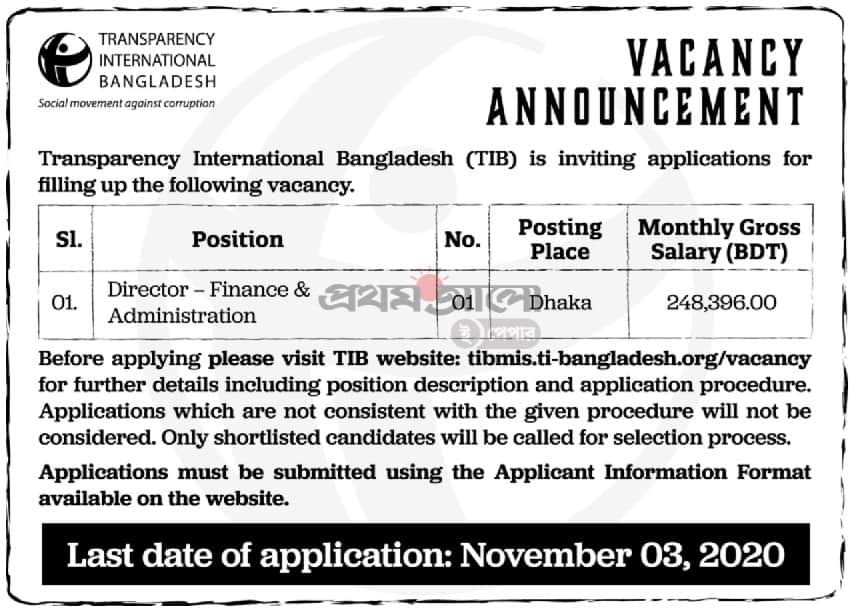 TRANSPARENCY
INTERNATIONAL
BANGLADESH
Social movement against corruption
VACANCY
ANNOUNCEMENT
Transparency International Bangladesh (TIB) is inviting applications for
filling up the following vacancy.
Sl. Position No. Posting Place Monthly Gross Salary (BDT)
01. Director – Finance & Administration 01 Dhaka 248,396.00
প্রথম আলো
ই পেপার
Before applying please visit TIB website: tibmis.ti-bangladesh.org/vacancy
for further details including position description and application procedure.
Applications which are not consistent with the given procedure will not be
considered. Only shortlisted candidates will be called for selection process.
Applications must be submitted using the Applicant Information Format
available on the website.
Last date of application: November 03, 2020